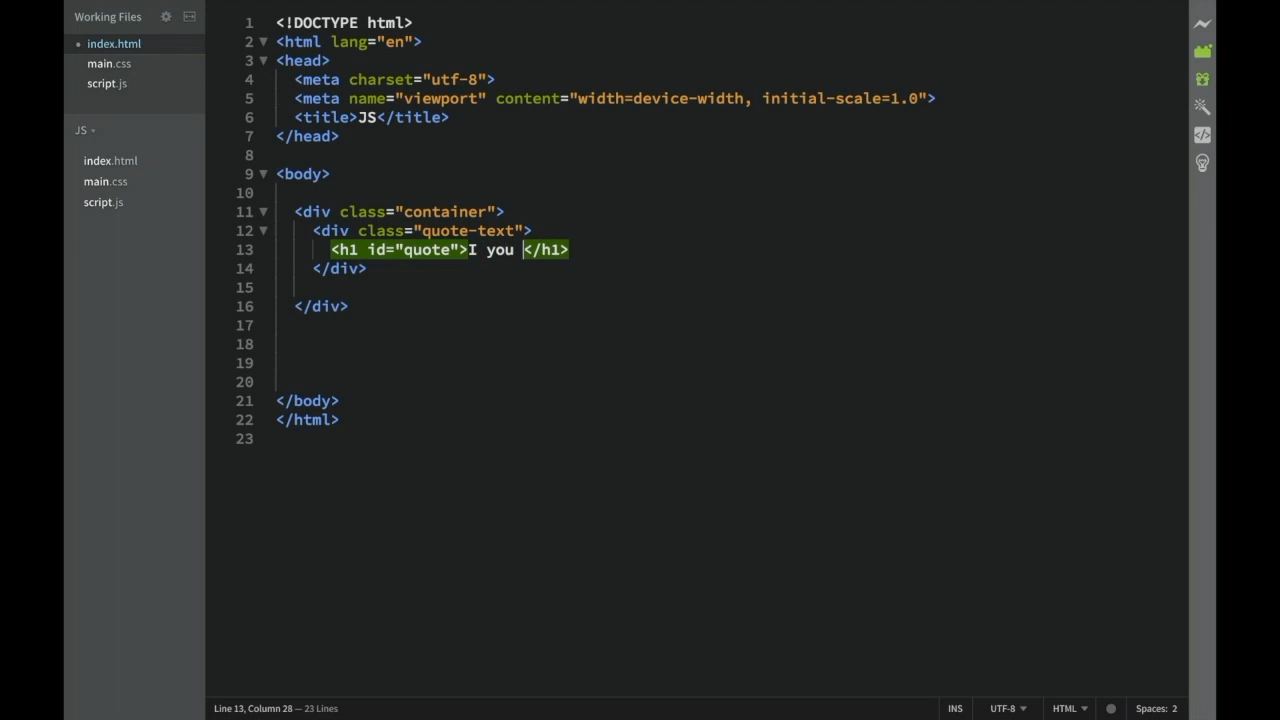 Working Files
index.html
main.css
script.js
JS
index.html
main.css
script.js
1 <!DOCTYPE html>
2 <html lang="en">
3 <head>
4 <meta charset="utf-8">
5 <meta name="viewport" content="width=device-width, initial-scale=1.0">
6 <title>JS</title>
7 </head>
8
9 <body>
10
11 <div class="container">
12 <div class="quote-text">
13 <h1 id="quote">I you </h1>
14 </div>
15
16 </div>
17
18
19
20
21 </body>
22 </html>
23
Line 13, Column 28 — 23 Lines INS UTF-8 HTML Spaces: 2